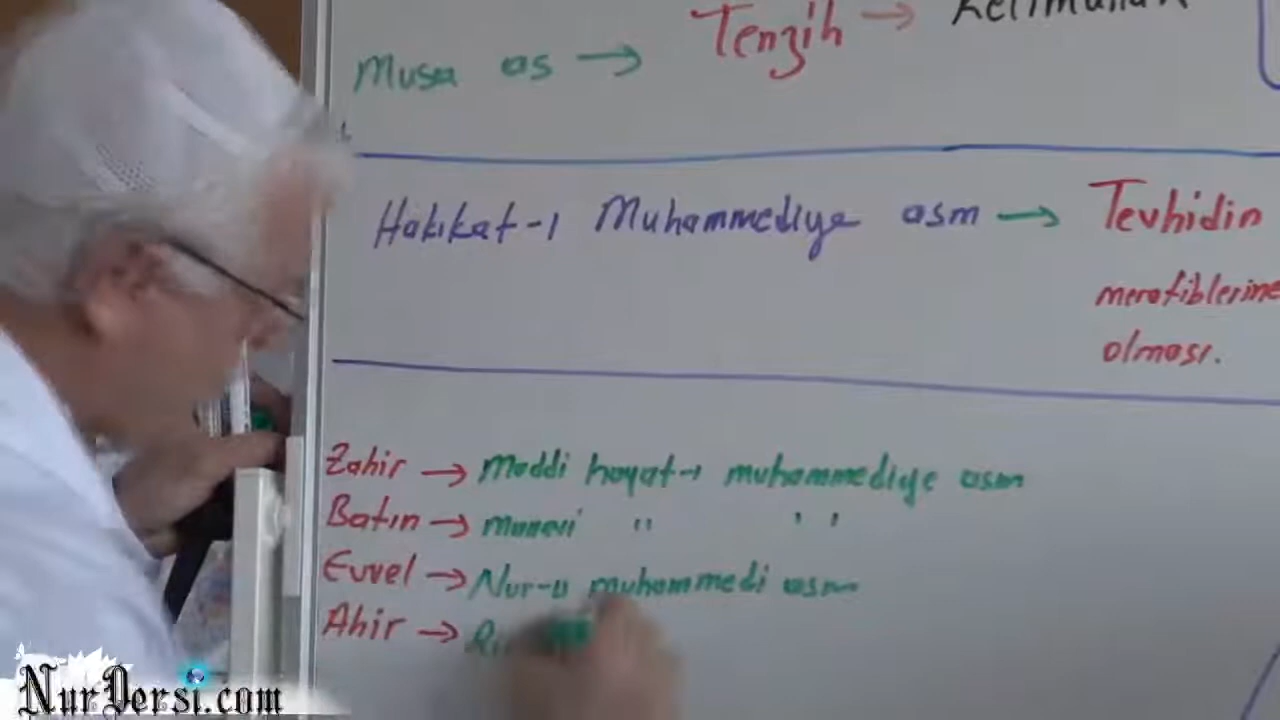 Musa as → Tenzih → Kelimullah
Hakikat-ı Muhammediye asm → Tevhidin
meratiblerine
olması.
Zahir → Maddi hayat-ı muhammediye asm
Batın → manevi " "
Evvel → Nur-u muhammedi asm
Ahir →
NurDersi.com